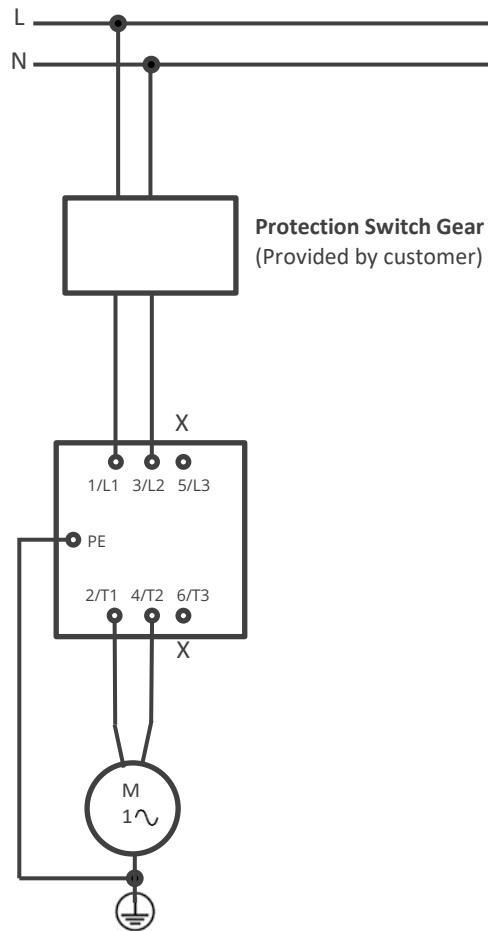 L
N
Protection Switch Gear
(Provided by customer)
X
1/L1 3/L2 5/L3
PE
2/T1 4/T2 6/T3
X
M
1∿